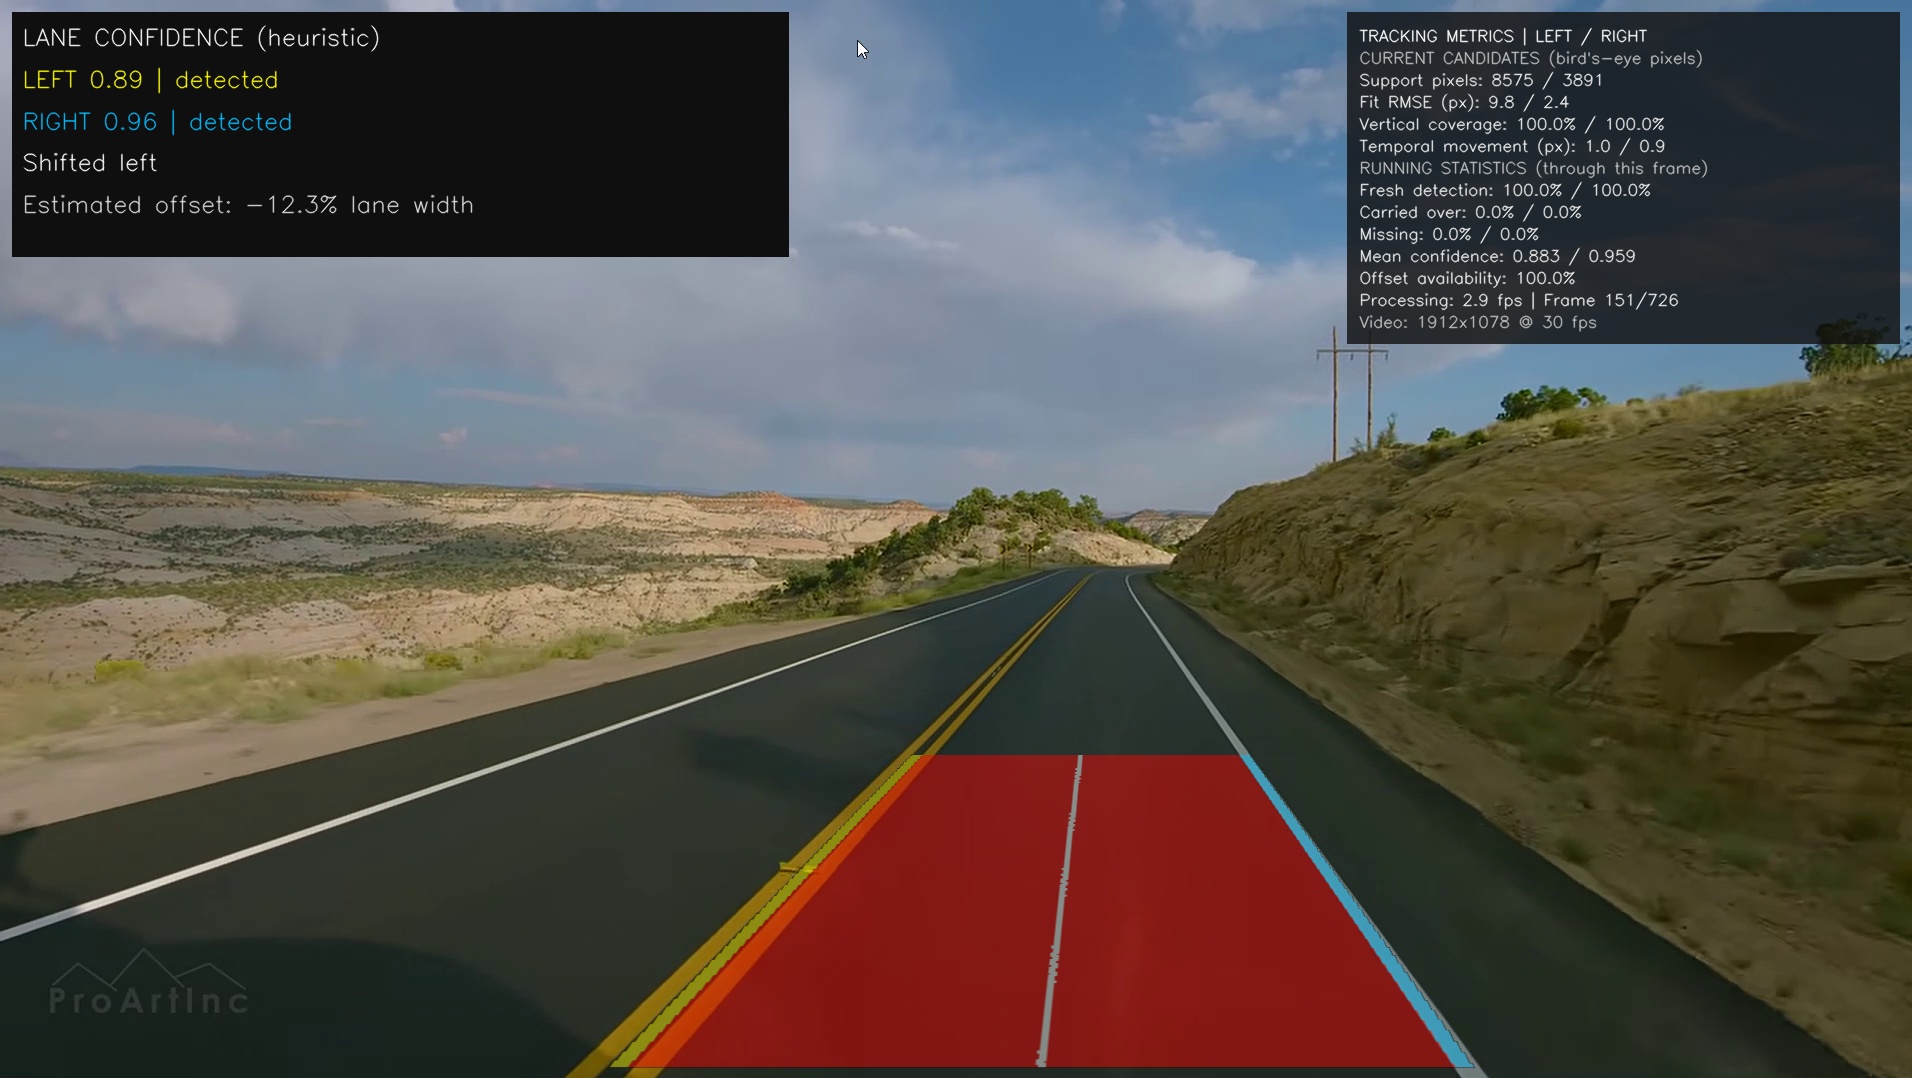 LANE CONFIDENCE (heuristic)
LEFT 0.89 | detected
RIGHT 0.96 | detected
Shifted left
Estimated offset: −12.3% lane width
TRACKING METRICS | LEFT / RIGHT
CURRENT CANDIDATES (bird's−eye pixels)
Support pixels: 8575 / 3891
Fit RMSE (px): 9.8 / 2.4
Vertical coverage: 100.0% / 100.0%
Temporal movement (px): 1.0 / 0.9
RUNNING STATISTICS (through this frame)
Fresh detection: 100.0% / 100.0%
Carried over: 0.0% / 0.0%
Missing: 0.0% / 0.0%
Mean confidence: 0.883 / 0.959
Offset availability: 100.0%
Processing: 2.9 fps | Frame 151/726
Video: 1912x1078 @ 30 fps
ProArtInc